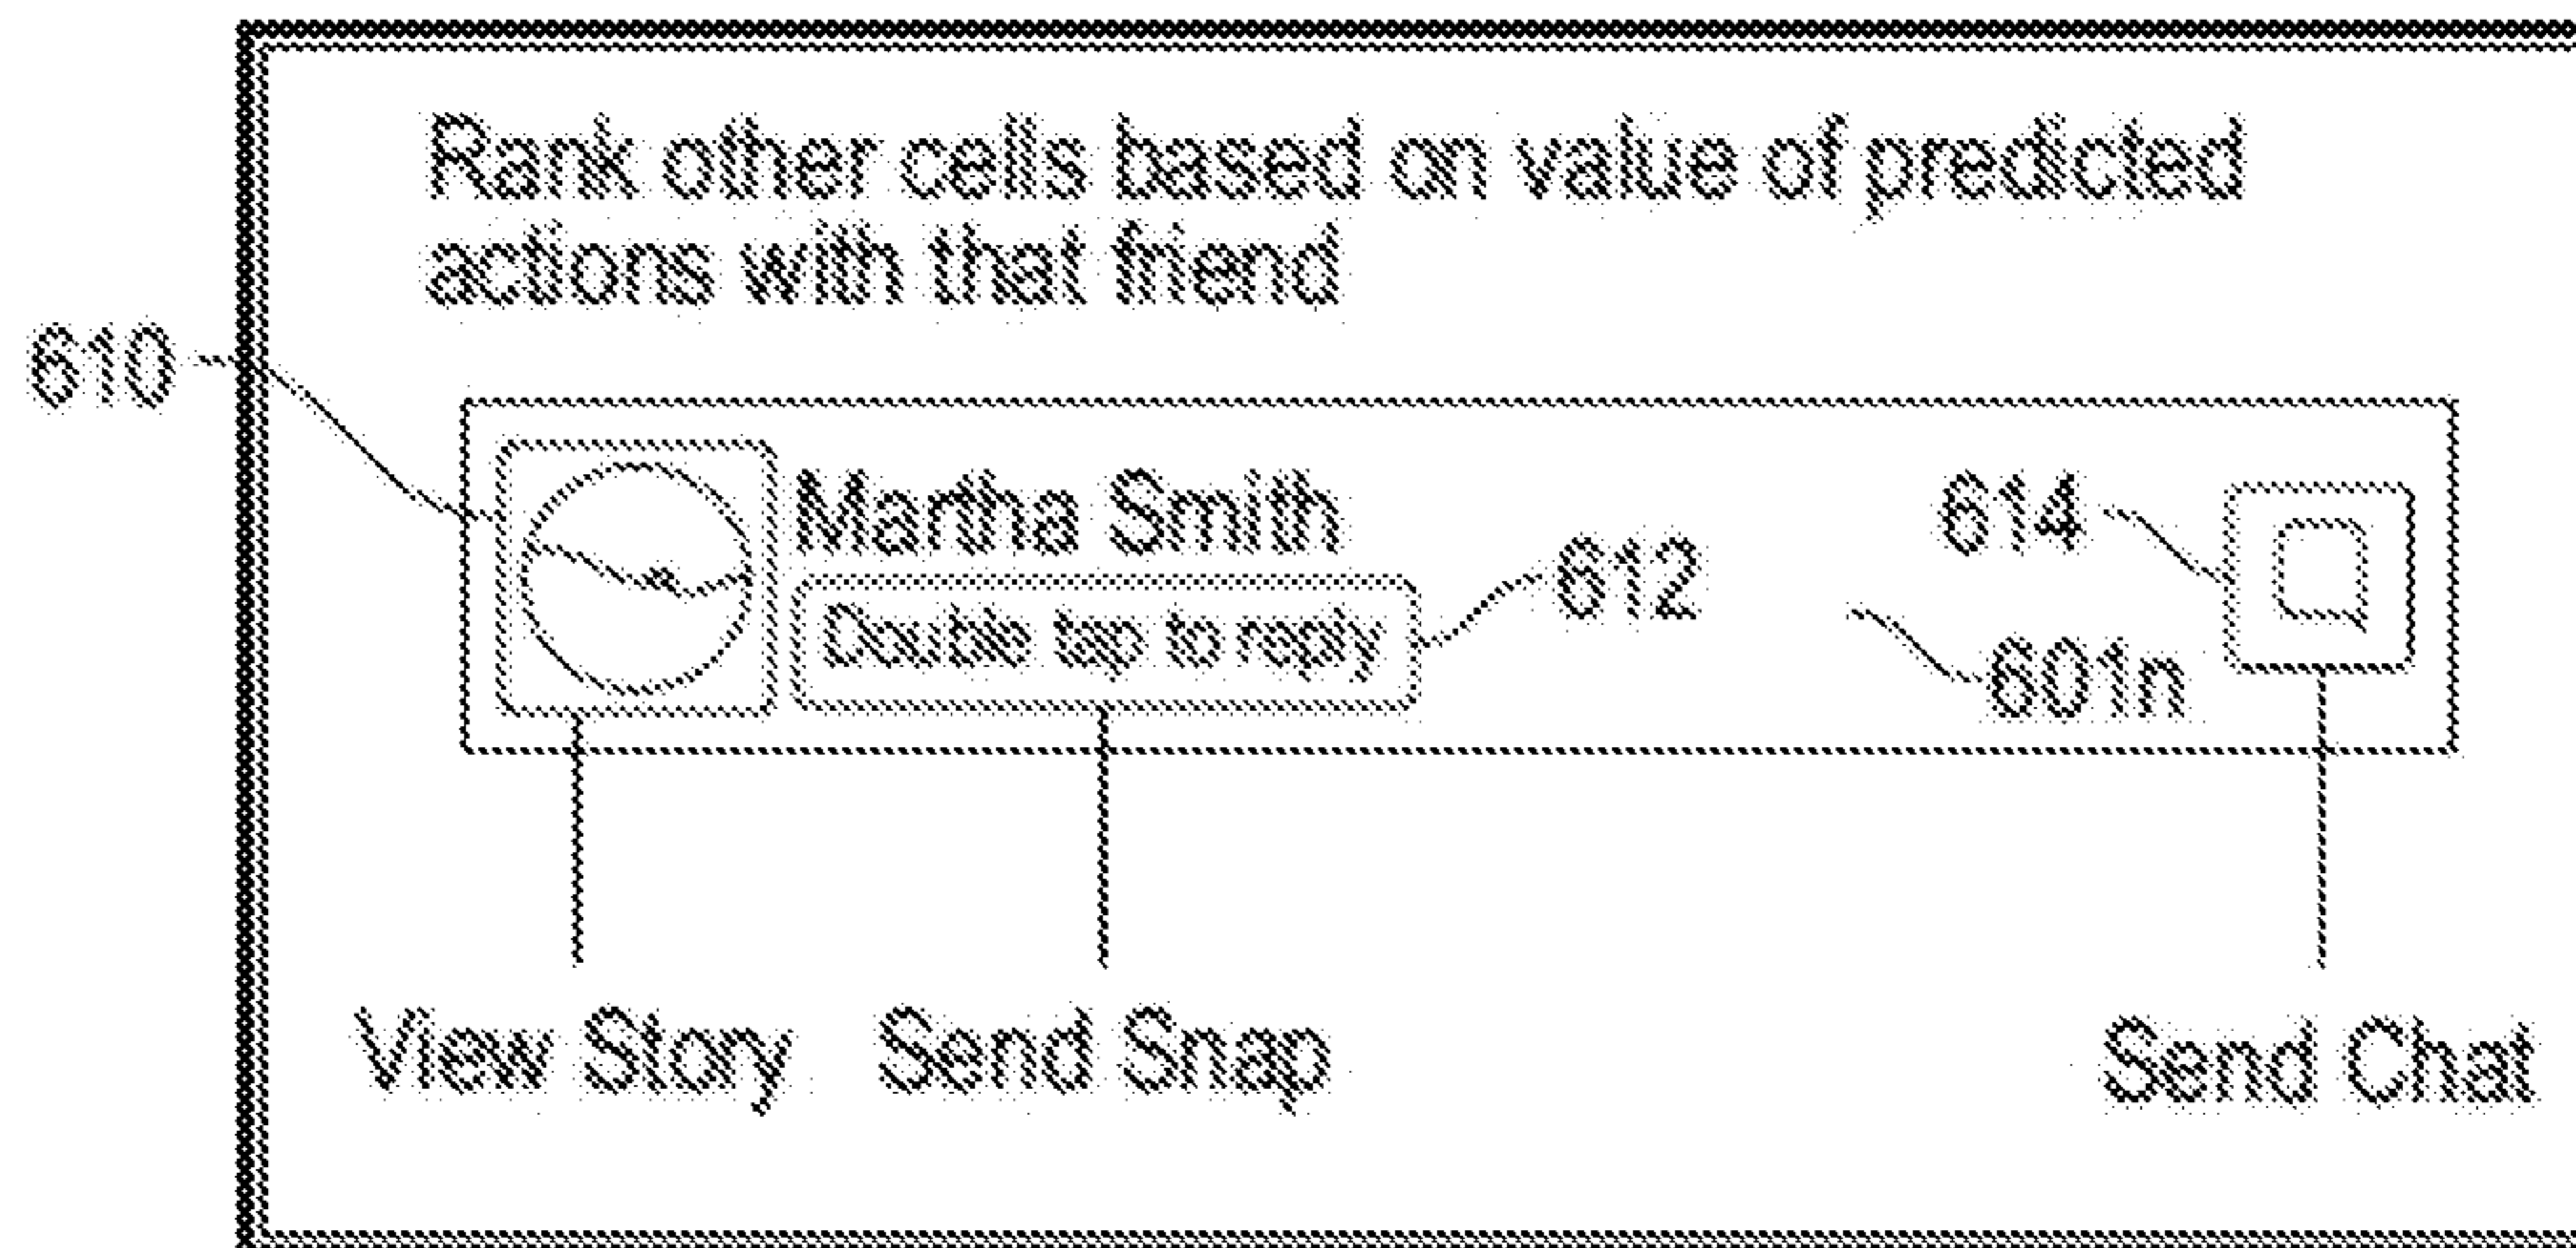 Rank other cells based on value of predicted
actions with that friend
610
Martha Smith
614
612
Double tap to reply
601n
View Story
Send Snap
Send Chat